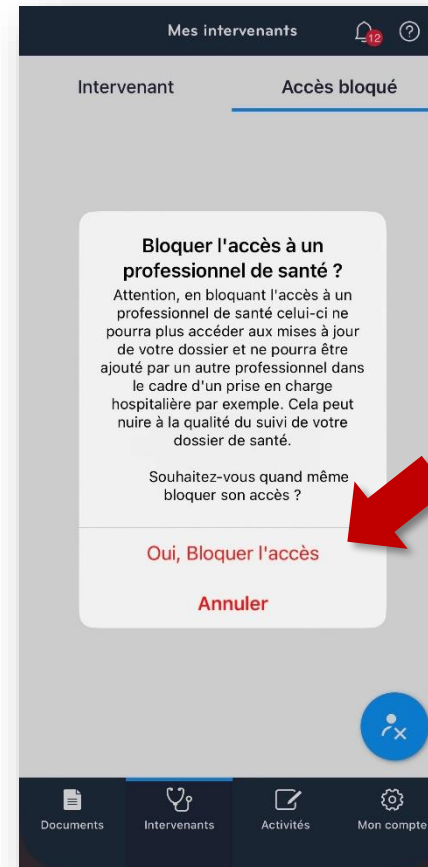 Mes intervenants
12
?
Intervenant
Accès bloqué
Bloquer l'accès à un
professionnel de santé ?
Attention, en bloquant l'accès à un
professionnel de santé celui-ci ne
pourra plus accéder aux mises à jour
de votre dossier et ne pourra être
ajouté par un autre professionnel dans
le cadre d'un prise en charge
hospitalière par exemple. Cela peut
nuire à la qualité du suivi de votre
dossier de santé.
Souhaitez-vous quand même
bloquer son accès ?
Oui, Bloquer l'accès
Annuler
Documents
Intervenants
Activités
Mon compte